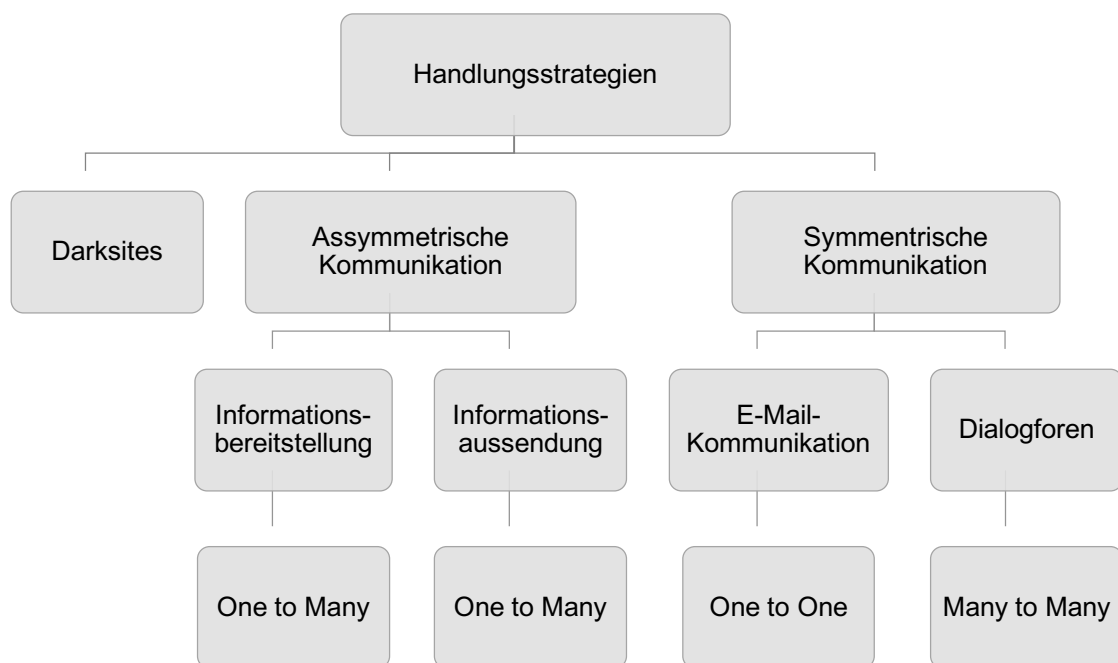 Handlungsstrategien
Darksites
Assymmetrische
Kommunikation
Symmentrische
Kommunikation
Informations-
bereitstellung
Informations-
aussendung
E-Mail-
Kommunikation
Dialogforen
One to Many
One to Many
One to One
Many to Many